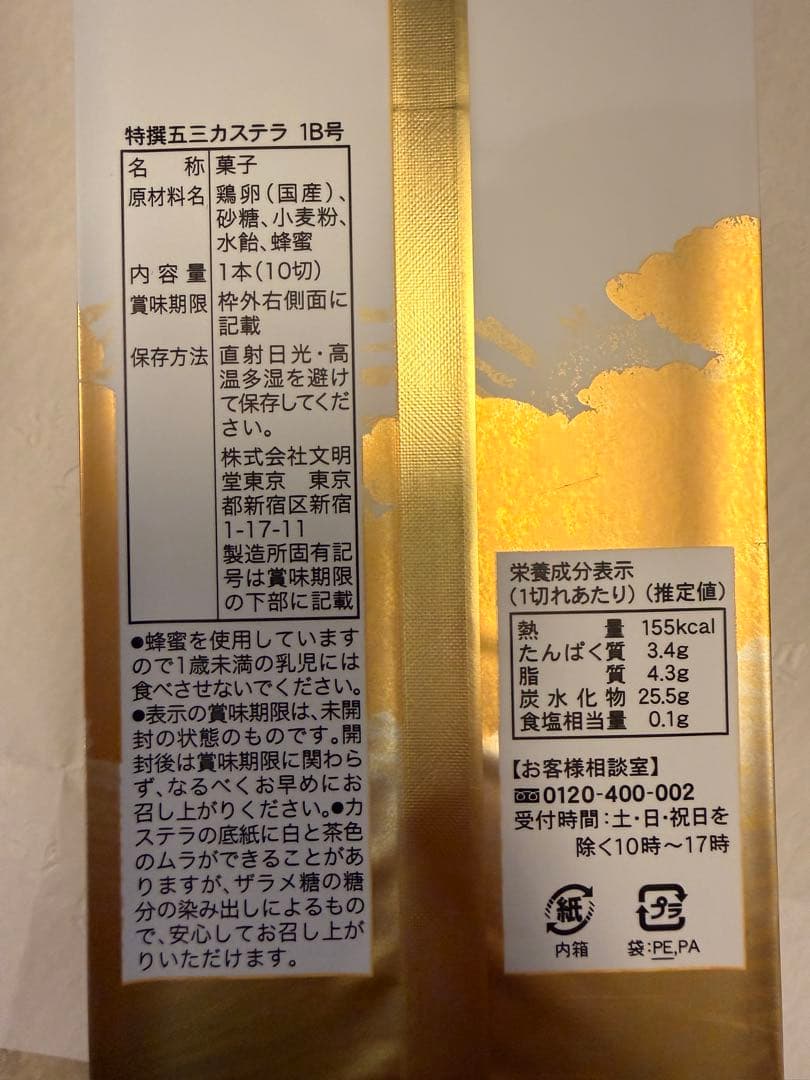 特撰五三カステラ 1B号
名 称 菓子
原材料名 鶏卵(国産)、
砂糖、小麦粉、
水飴、蜂蜜
内容量 1本(10切)
賞味期限 枠外右側面に
記載
保存方法 直射日光・高
温多湿を避け
て保存してくだ
さい。
株式会社文明
堂東京 東京
都新宿区新宿
1-17-11
製造所固有記
号は賞味期限
の下部に記載
●蜂蜜を使用しています
ので1歳未満の乳児には
食べさせないでください。
●表示の賞味期限は、未開
封の状態のものです。開
封後は賞味期限に関わら
ず、なるべくお早めにお
召し上がりください。●カ
ステラの底紙に白と茶色
のムラができることがあ
りますが、ザラメ糖の糖
分の染み出しによるもの
で、安心してお召し上が
りいただけます。
栄養成分表示
(1切れあたり)(推定値)
熱 量 155kcal
たんぱく質 3.4g
脂 質 4.3g
炭水化物 25.5g
食塩相当量 0.1g
【お客様相談室】
0120-400-002
受付時間:土・日・祝日を
除く10時～17時
紙
内箱
プラ
袋:PE,PA